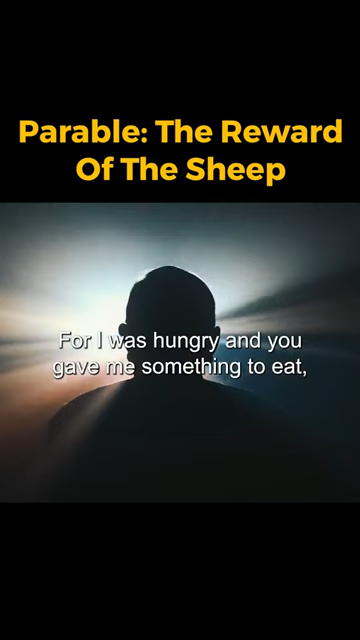 Parable: The Reward
Of The Sheep
For I was hungry and you
gave me something to eat,